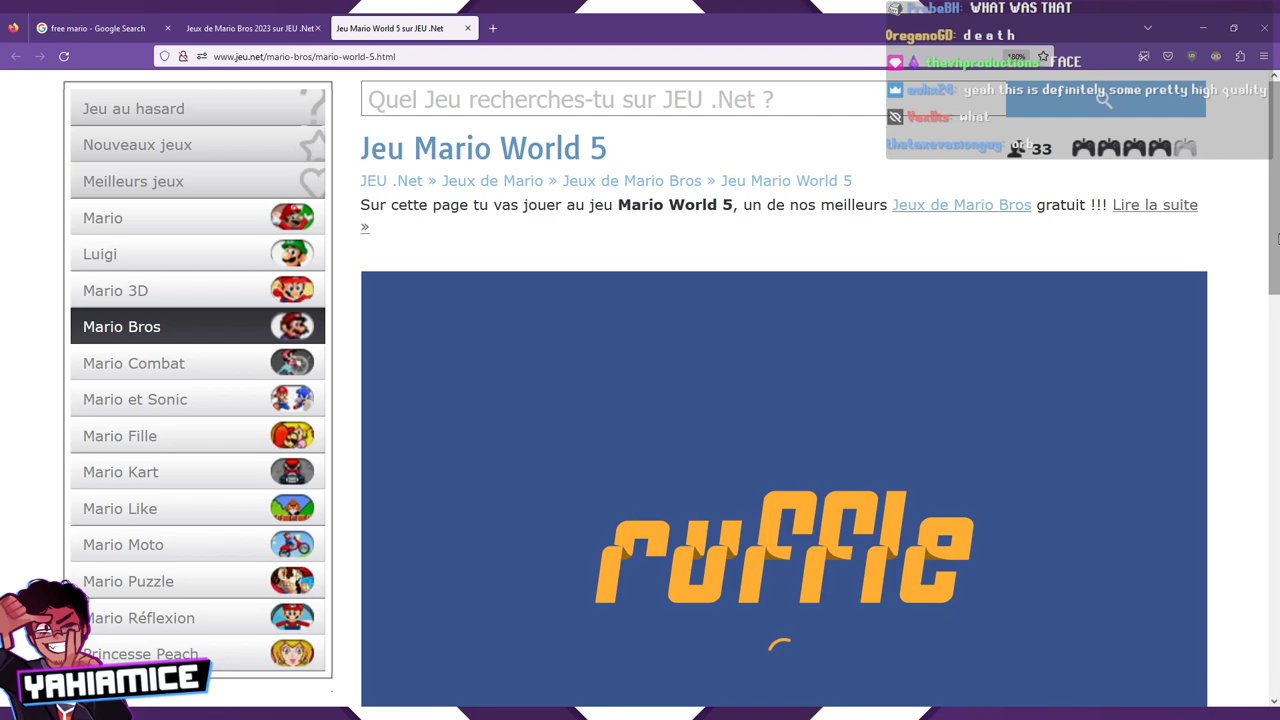 free mario - Google Search
Jeux de Mario Bros 2023 sur JEU .Net
Jeu Mario World 5 sur JEU .Net
www.jeu.net/mario-bros/mario-world-5.html
180%
ProbeBH: WHAT WAS THAT
OreganoGD: d e a t h
thevhproductions: FACE
yeah this is definitely some pretty high quality
what
orb
Quel Jeu recherches-tu sur JEU .Net ?
33
Jeu Mario World 5
JEU .Net » Jeux de Mario » Jeux de Mario Bros » Jeu Mario World 5
Sur cette page tu vas jouer au jeu Mario World 5, un de nos meilleurs Jeux de Mario Bros gratuit !!! Lire la suite
»
Jeu au hasard
Nouveaux jeux
Meilleurs jeux
Mario
Luigi
Mario 3D
Mario Bros
Mario Combat
Mario et Sonic
Mario Fille
Mario Kart
Mario Like
Mario Moto
Mario Puzzle
Mario Réflexion
Princesse Peach
ruffle
YAHIAMICE